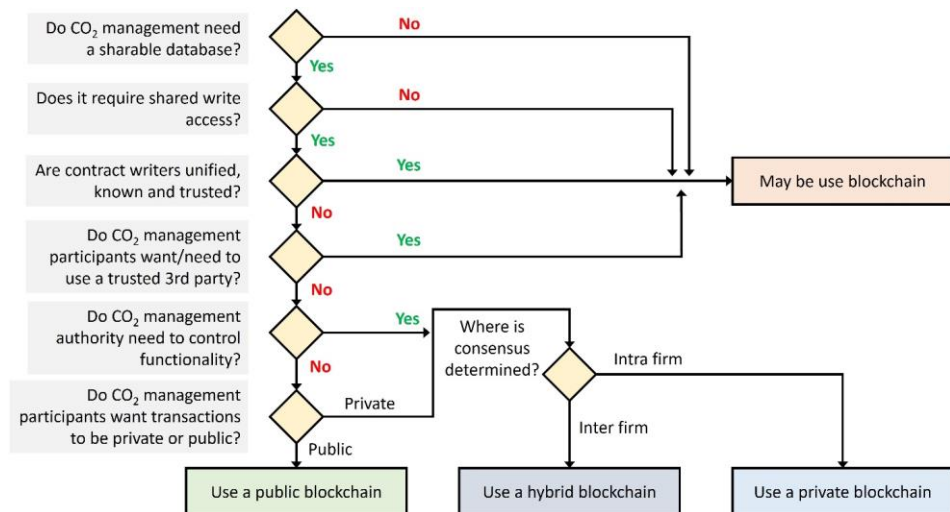 Do CO₂ management need
a sharable database?
No
Yes
Does it require shared write
access?
No
Yes
Are contract writers unified,
known and trusted?
Yes
No
May be use blockchain
Do CO₂ management
participants want/need to
use a trusted 3rd party?
Yes
No
Do CO₂ management
authority need to control
functionality?
Yes
No
Where is
consensus
determined?
Intra firm
Inter firm
Do CO₂ management
participants want transactions
to be private or public?
Private
Public
Use a public blockchain
Use a hybrid blockchain
Use a private blockchain